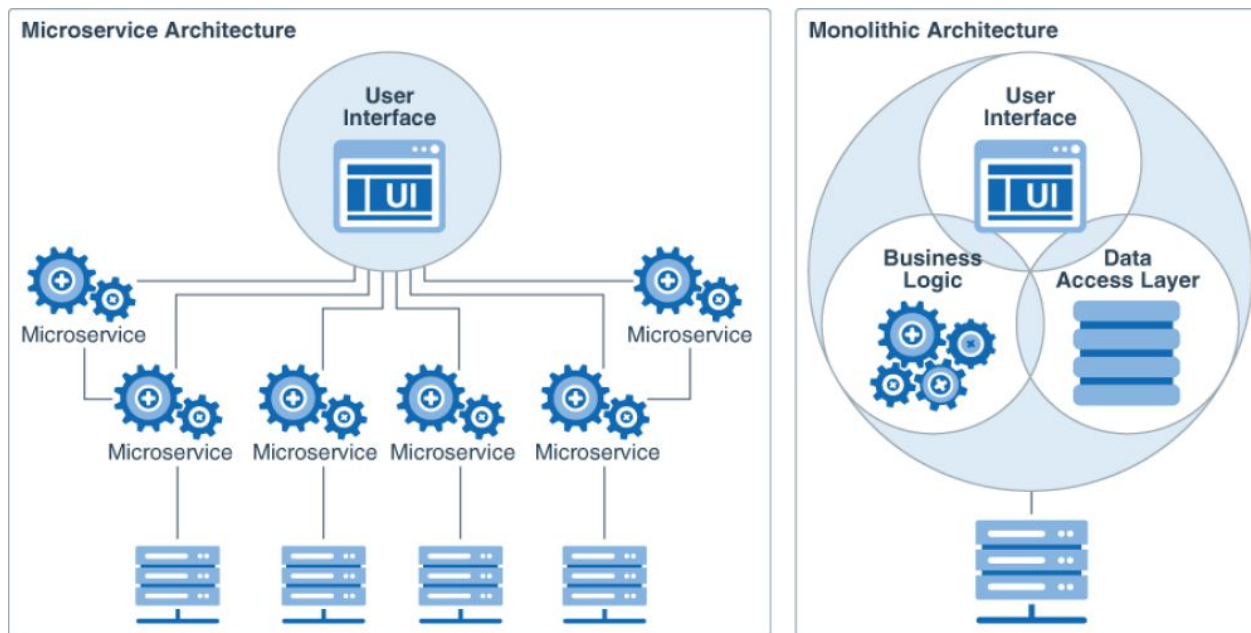 Microservice Architecture
User
Interface
UI
Microservice
Microservice
Microservice
Microservice
Microservice
Microservice
Monolithic Architecture
User
Interface
UI
Business
Logic
Data
Access Layer